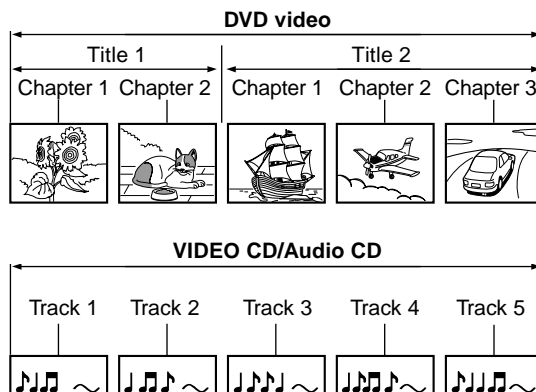 DVD video
Title 1 Title 2
Chapter 1 Chapter 2 Chapter 1 Chapter 2 Chapter 3
VIDEO CD/Audio CD
Track 1 Track 2 Track 3 Track 4 Track 5